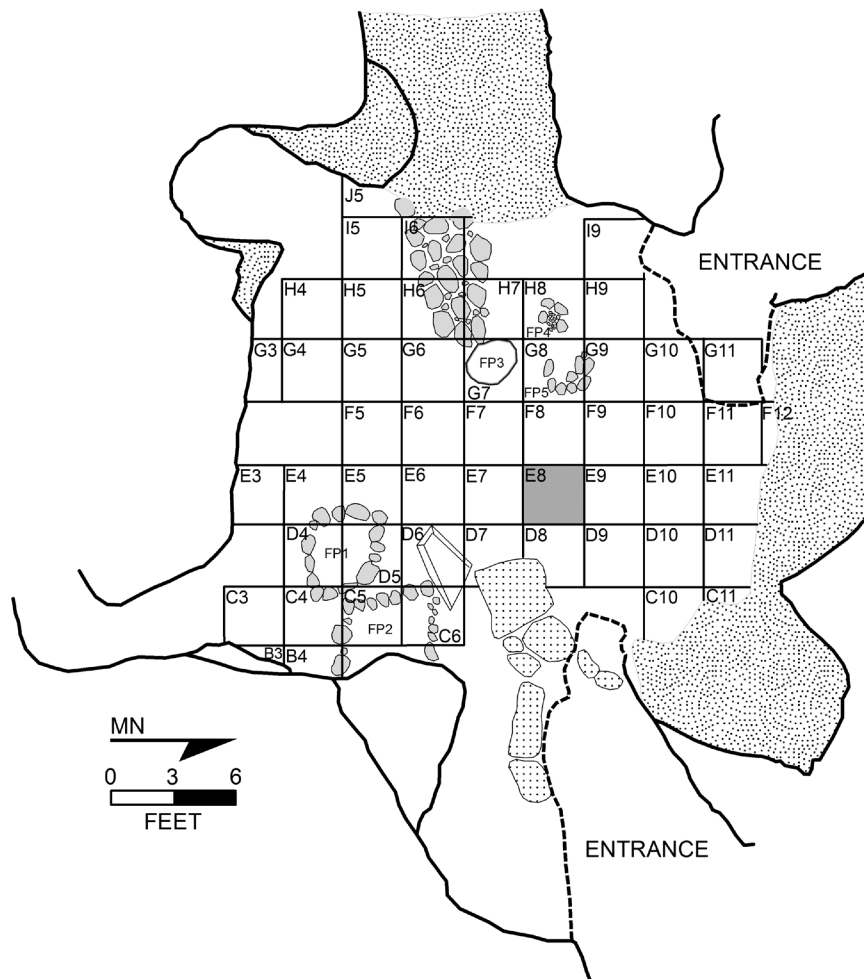 J5
I5 I6 I9
ENTRANCE
H4 H5 H6 H7 H8 H9
FP4
G3 G4 G5 G6 FP3 G8 G9 G10 G11
G7 FP5
F5 F6 F7 F8 F9 F10 F11 F12
E3 E4 E5 E6 E7 E8 E9 E10 E11
D4 D6 D7 D8 D9 D10 D11
FP1
D5
C3 C4 C5 C10 C11
FP2 C6
B3 B4
MN
0 3 6
FEET
ENTRANCE